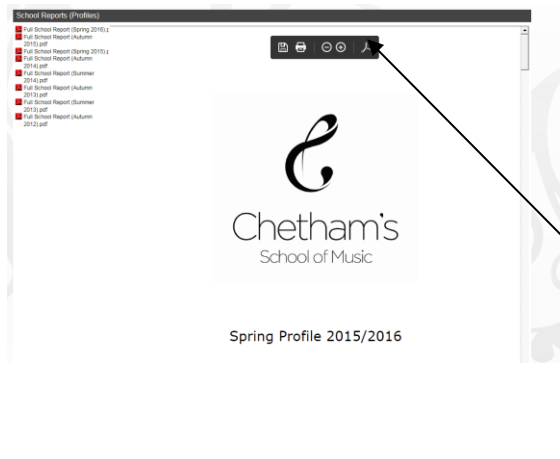 School Reports (Profiles)
Full School Report (Spring 2016).p
Full School Report (Autumn
2015).pdf
Full School Report (Spring 2015).p
Full School Report (Autumn
2014).pdf
Full School Report (Summer
2014).pdf
Full School Report (Autumn
2013).pdf
Full School Report (Summer
2013).pdf
Full School Report (Autumn
2012).pdf
Chetham's
School of Music
Spring Profile 2015/2016